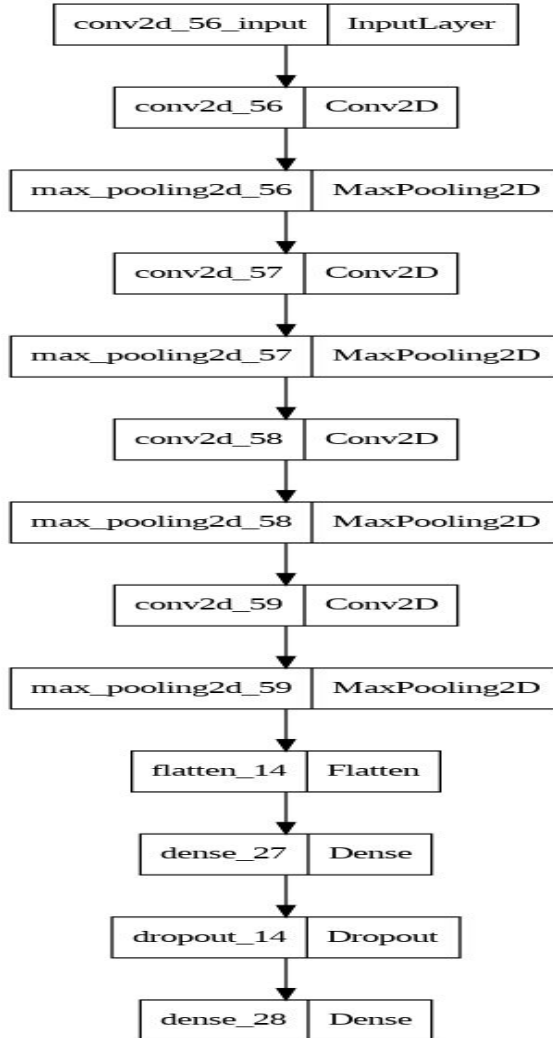 conv2d_56_input InputLayer
conv2d_56 Conv2D
max_pooling2d_56 MaxPooling2D
conv2d_57 Conv2D
max_pooling2d_57 MaxPooling2D
conv2d_58 Conv2D
max_pooling2d_58 MaxPooling2D
conv2d_59 Conv2D
max_pooling2d_59 MaxPooling2D
flatten_14 Flatten
dense_27 Dense
dropout_14 Dropout
dense_28 Dense